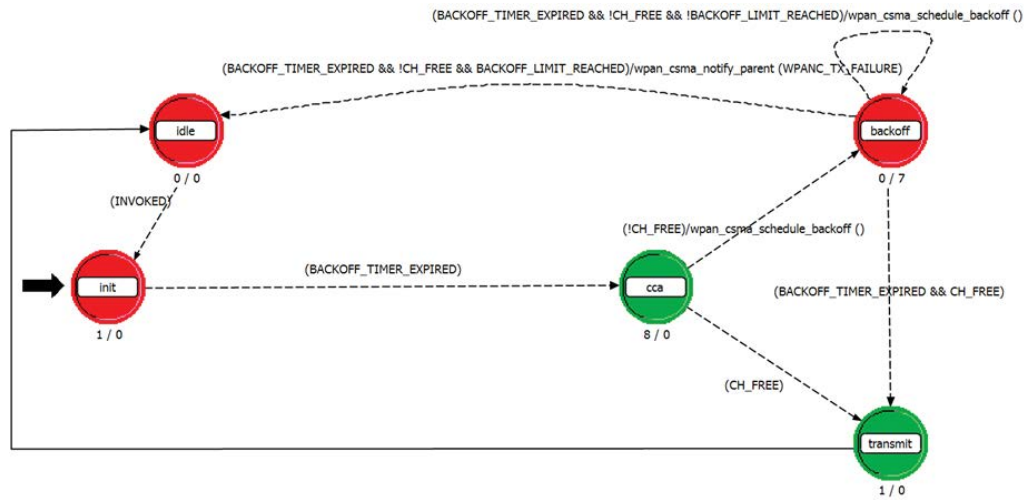 (BACKOFF_TIMER_EXPIRED && !CH_FREE && !BACKOFF_LIMIT_REACHED)/wpan_csma_schedule_backoff ()
(BACKOFF_TIMER_EXPIRED && !CH_FREE && BACKOFF_LIMIT_REACHED)/wpan_csma_notify_parent (WPANC_TX_FAILURE)
idle
backoff
0 / 0
0 / 7
(INVOKED)
(!CH_FREE)/wpan_csma_schedule_backoff ()
(BACKOFF_TIMER_EXPIRED)
init
cca
(BACKOFF_TIMER_EXPIRED && CH_FREE)
1 / 0
8 / 0
(CH_FREE)
transmit
1 / 0